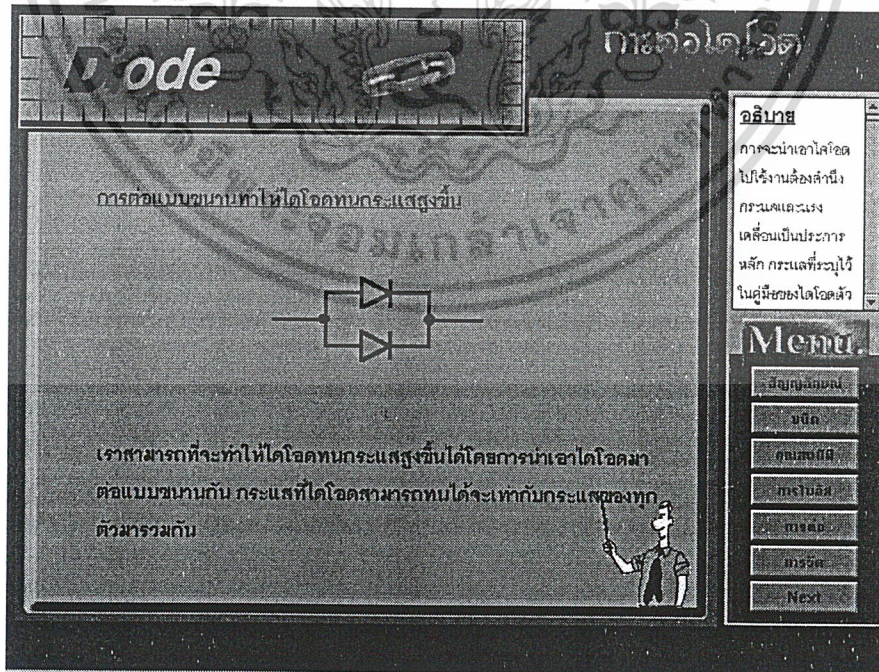 Diode
การต่อไดโอด
การต่อแบบขนานทำให้ไดโอดทนกระแสสูงขึ้น
เราสามารถที่จะทำให้ไดโอดทนกระแสสูงขึ้นได้โดยการนำเอาไดโอดมา
ต่อแบบขนานกัน กระแสที่ไดโอดสามารถทนได้จะเท่ากับกระแสของทุก
ตัวมารวมกัน
อธิบาย
การจะนำเอาไดโอด
ไปใช้งานต้องคำนึง
กระแสและแรง
เคลื่อนเป็นประการ
หลัก กระแสที่ระบุไว้
ในคู่มือของไดโอดตัว
Menu.
สัญญลักษณ์
ชนิด
คุณสมบัติ
การไบอัส
การต่อ
การวัด
Next